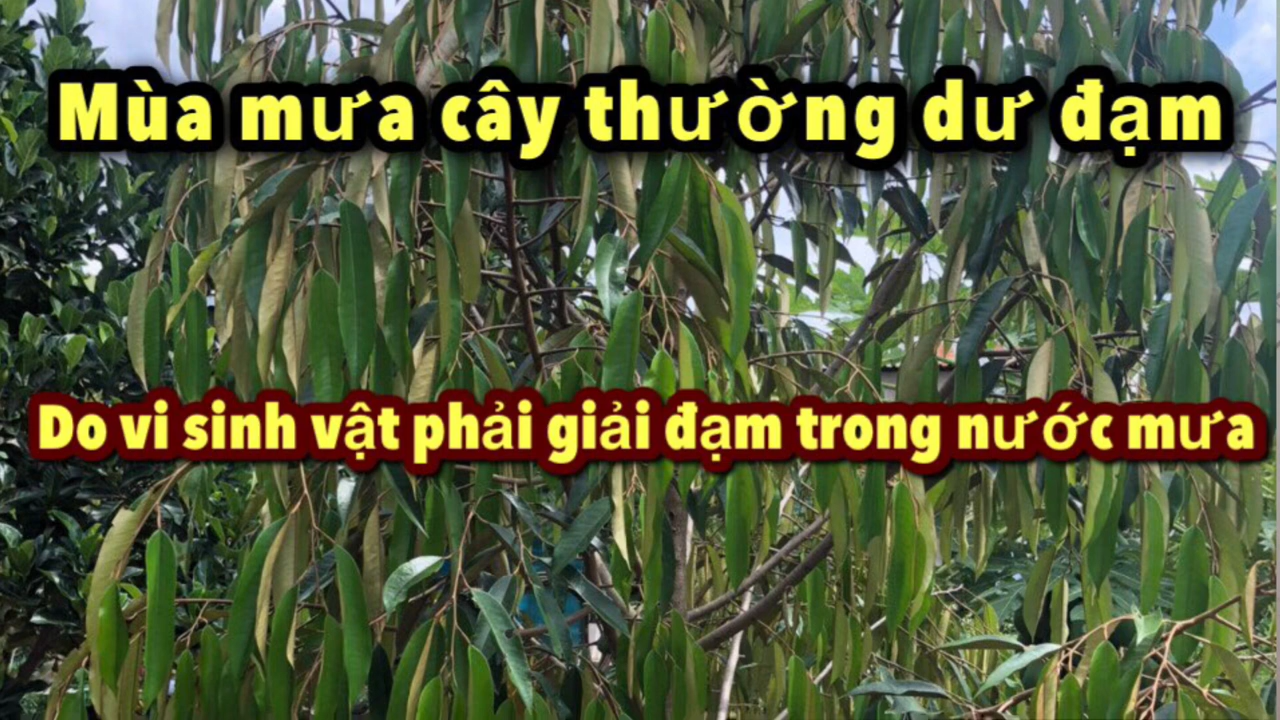 Mùa mưa cây thường dư đạm
Do vi sinh vật phải giải đạm trong nước mưa